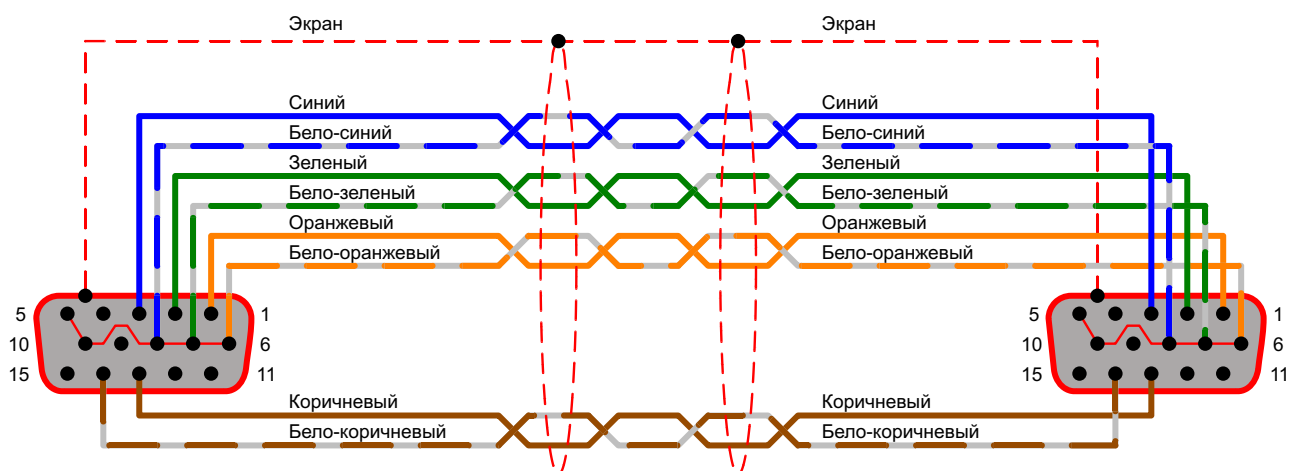 Экран Экран
Синий Синий
Бело-синий Бело-синий
Зеленый Зеленый
Бело-зеленый Бело-зеленый
Оранжевый Оранжевый
Бело-оранжевый Бело-оранжевый
5 1 5 1
10 6 10 6
15 11 15 11
Коричневый Коричневый
Бело-коричневый Бело-коричневый